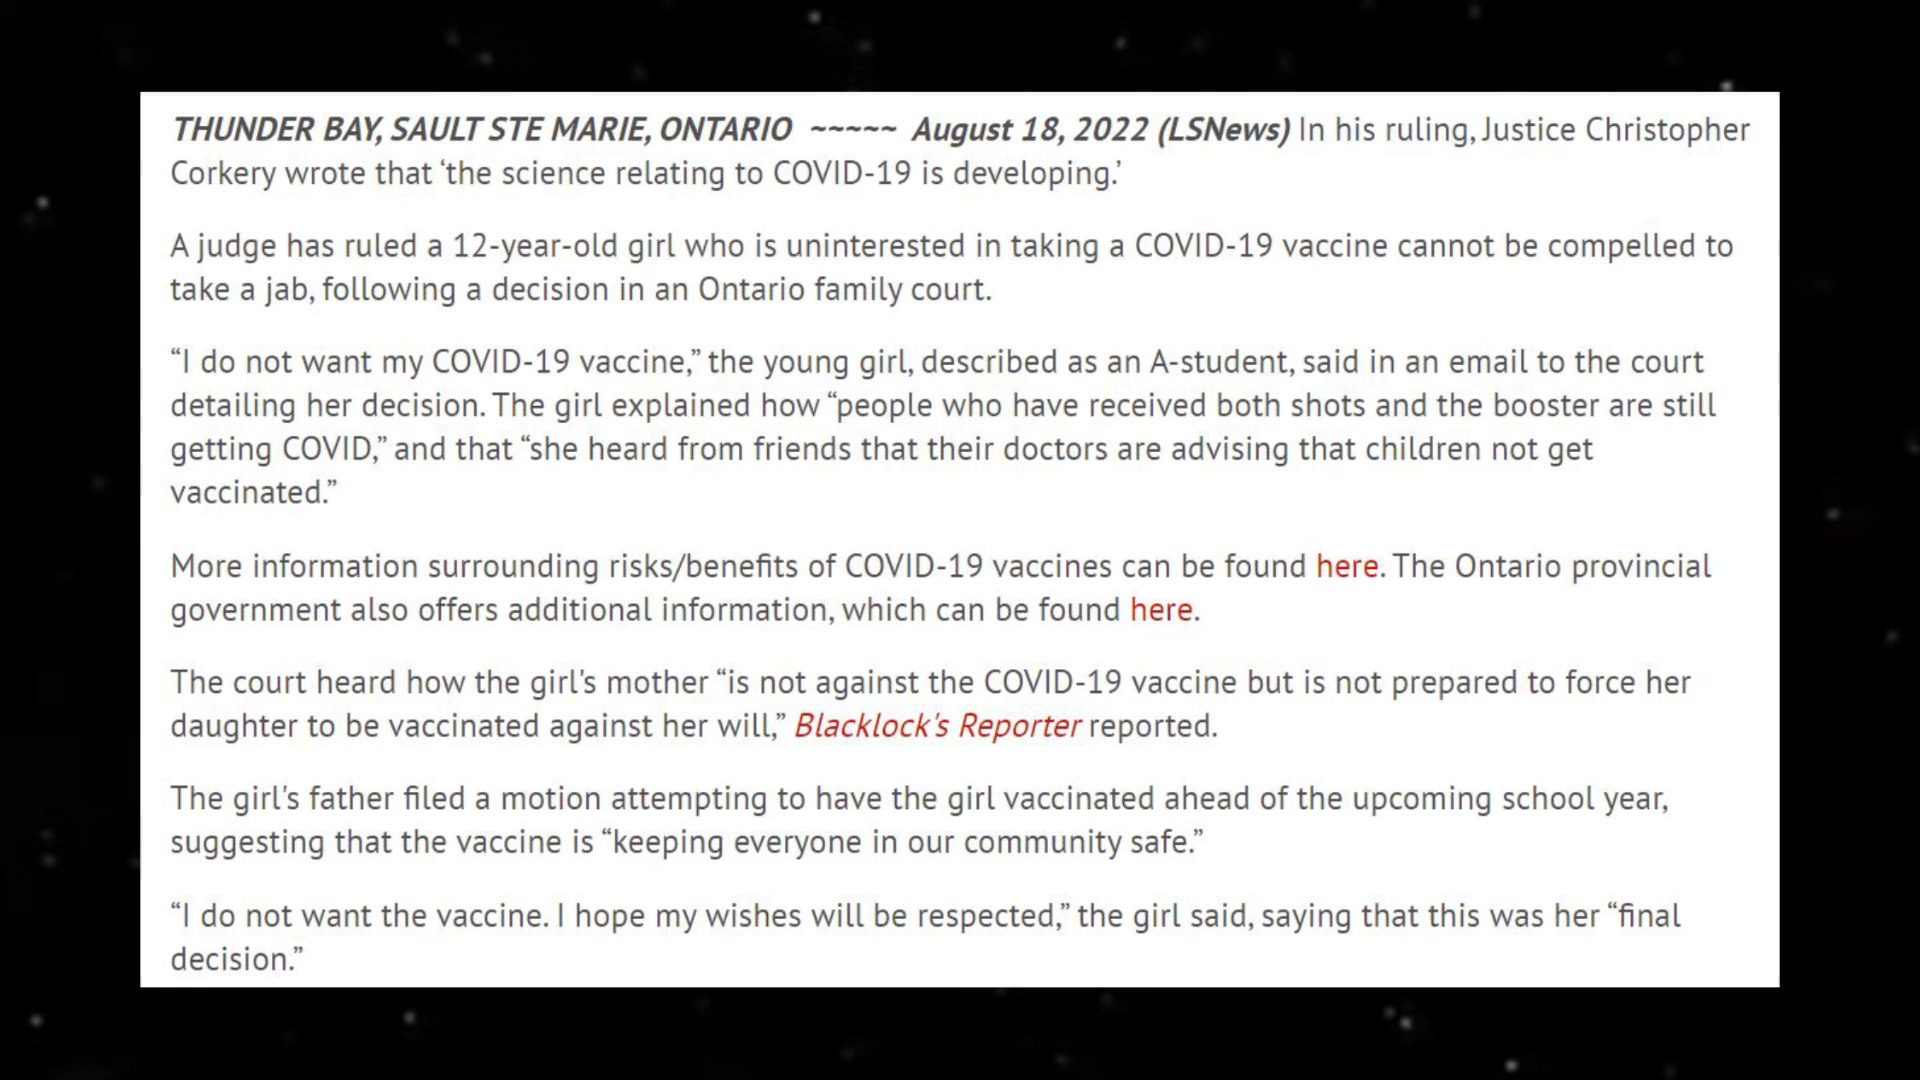 THUNDER BAY, SAULT STE MARIE, ONTARIO ~~~~~ August 18, 2022 (LSNews) In his ruling, Justice Christopher
Corkery wrote that ‘the science relating to COVID-19 is developing.’
A judge has ruled a 12-year-old girl who is uninterested in taking a COVID-19 vaccine cannot be compelled to
take a jab, following a decision in an Ontario family court.
“I do not want my COVID-19 vaccine,” the young girl, described as an A-student, said in an email to the court
detailing her decision. The girl explained how “people who have received both shots and the booster are still
getting COVID,” and that “she heard from friends that their doctors are advising that children not get
vaccinated.”
More information surrounding risks/benefits of COVID-19 vaccines can be found here. The Ontario provincial
government also offers additional information, which can be found here.
The court heard how the girl's mother “is not against the COVID-19 vaccine but is not prepared to force her
daughter to be vaccinated against her will,” Blacklock's Reporter reported.
The girl's father filed a motion attempting to have the girl vaccinated ahead of the upcoming school year,
suggesting that the vaccine is “keeping everyone in our community safe.”
“I do not want the vaccine. I hope my wishes will be respected,” the girl said, saying that this was her “final
decision.”